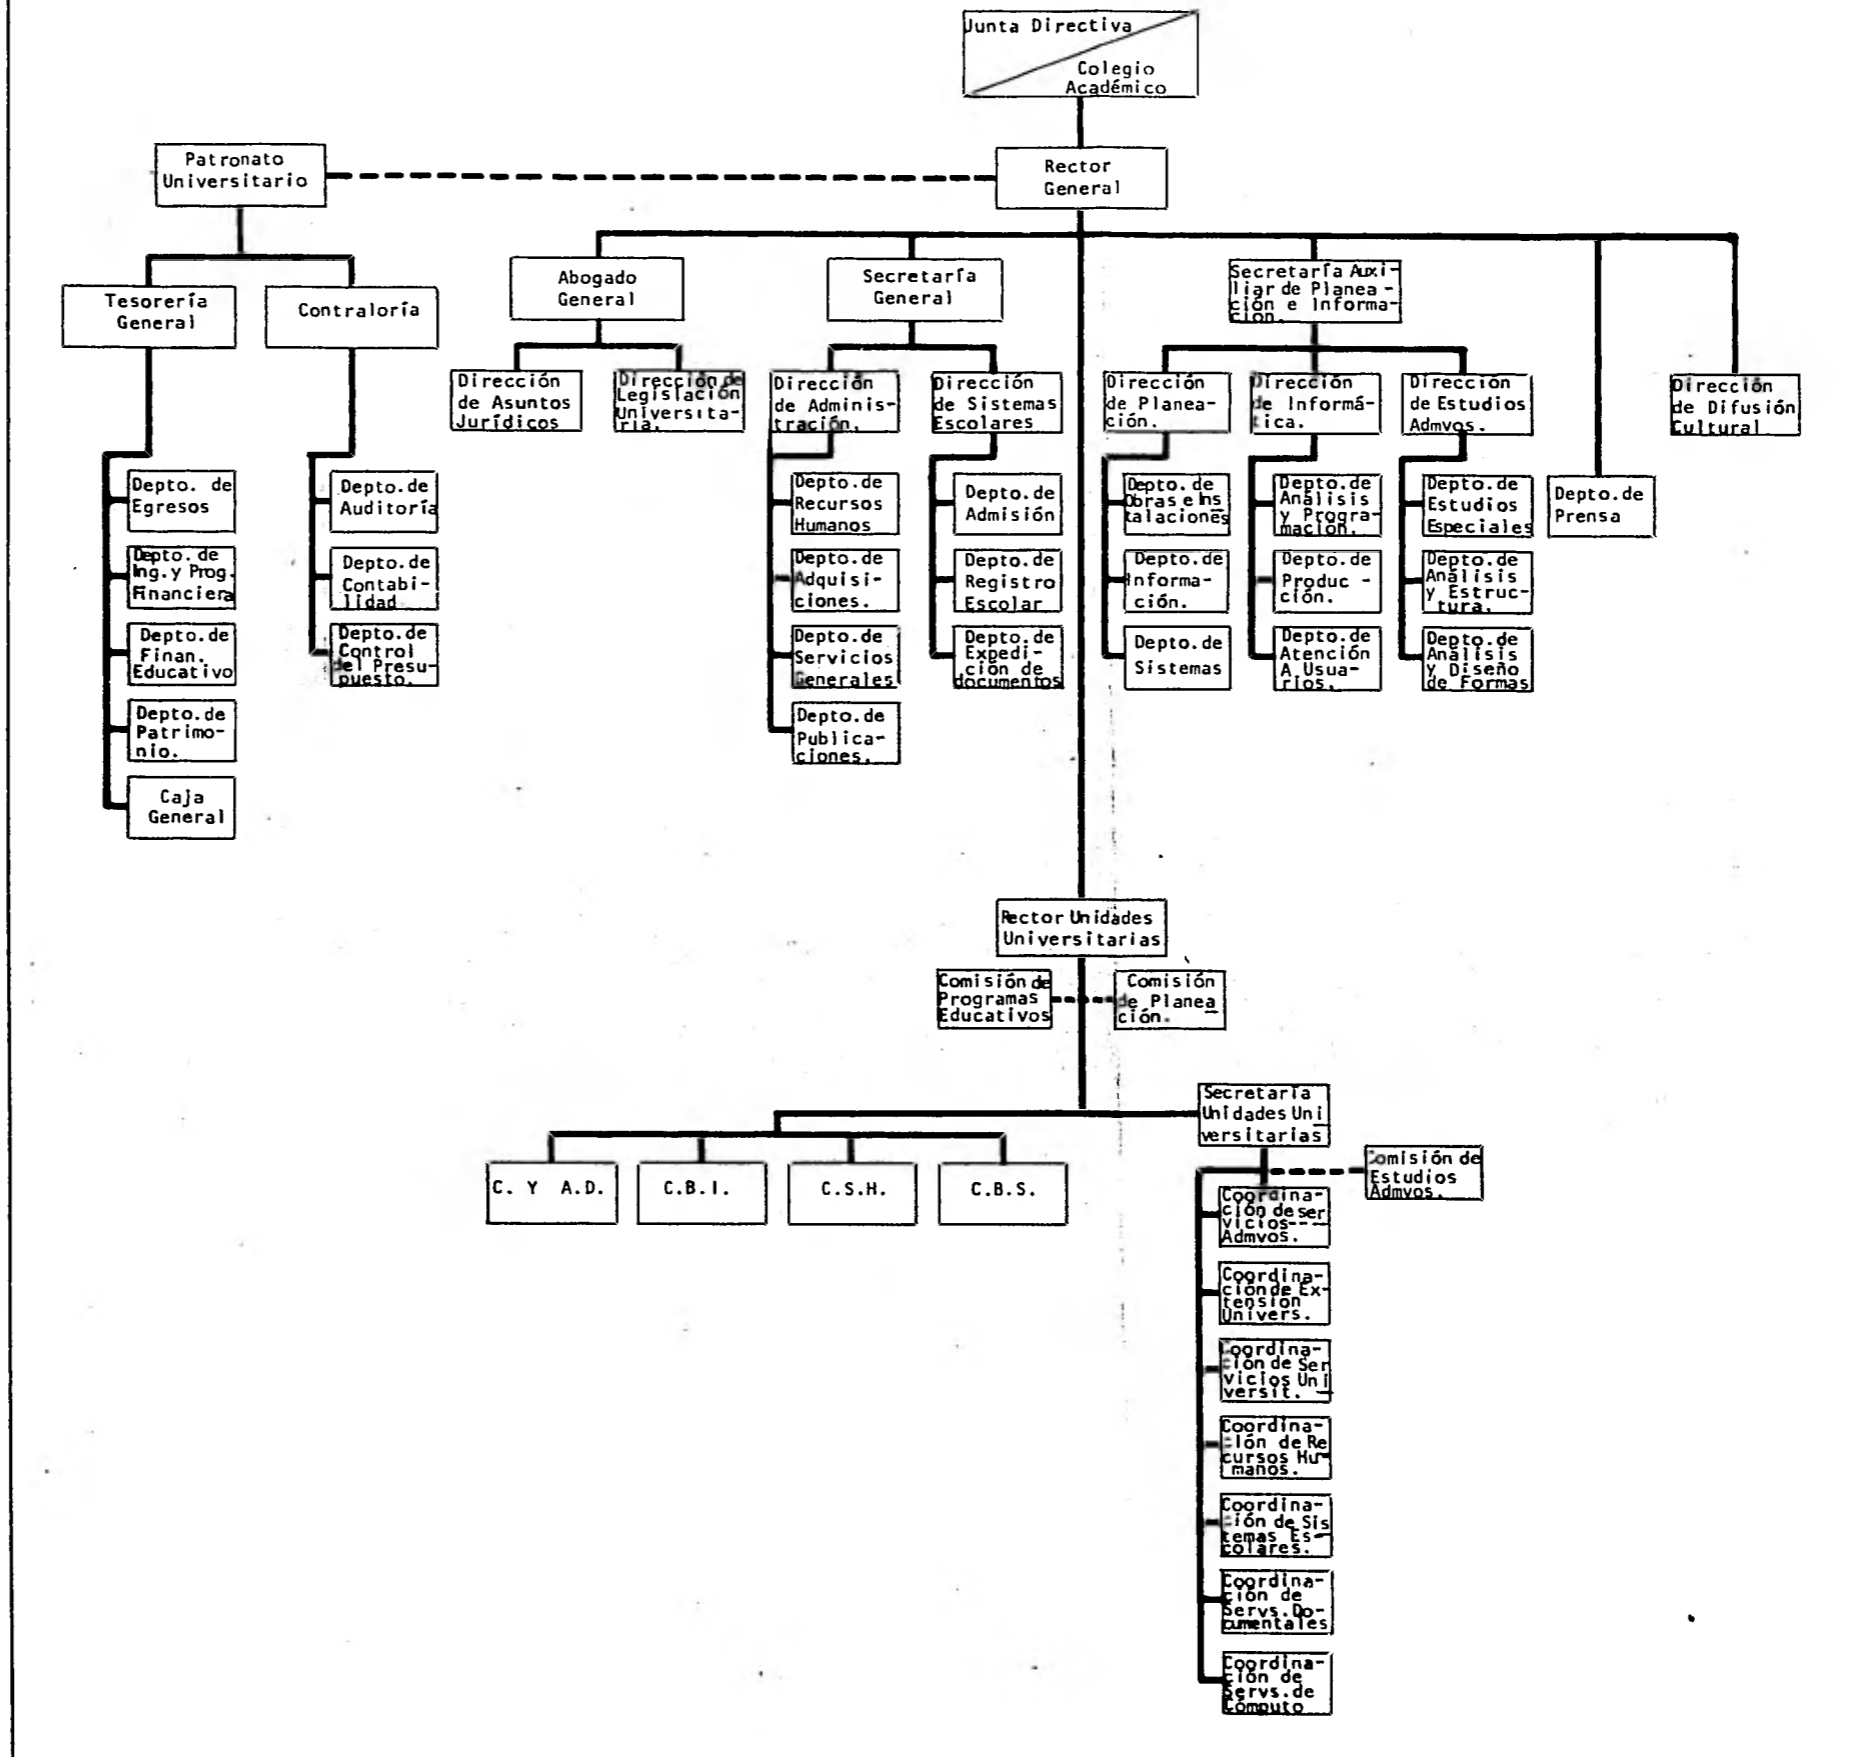 Junta Directiva
Colegio
Académico
Patronato
Universitario
Rector
General
Tesorería
General
Contraloría
Abogado
General
Secretaría
General
Secretaría Auxi-
liar de Planea-
ción e Informa-
ción.
Dirección
de Asuntos
Jurídicos
Dirección de
Legislación
Universita-
ria.
Dirección
de Adminis-
tración.
Dirección
de Sistemas
Escolares
Dirección
de Planea-
ción.
Dirección
de Informá-
tica.
Dirección
de Estudios
Admvos.
Dirección
de Difusión
Cultural
Depto. de
Egresos
Depto. de
Ing. y Prog.
Financiera
Depto. de
Finan.
Educativo
Depto. de
Patrimo-
nio.
Caja
General
Depto. de
Auditoría
Depto. de
Contabi-
lidad
Depto. de
Control
del Presu-
puesto.
Depto. de
Recursos
Humanos
Depto. de
Adquisi-
ciones.
Depto. de
Servicios
Generales
Depto. de
Publica-
ciones.
Depto. de
Admisión
Depto. de
Registro
Escolar
Depto. de
Expedi-
ción de
documentos
Depto. de
Obras e Ins
talaciones
Depto. de
Informa-
ción.
Depto. de
Sistemas
Depto. de
Análisis
y Progra-
mación.
Depto. de
Produc -
ción.
Depto. de
Atención
A Usua-
rios.
Depto. de
Estudios
Especiales
Depto. de
Análisis
y Estruc-
tura.
Depto. de
Análisis
y Diseño
de Formas
Depto. de
Prensa
Rector Unidades
Universitarias
Comisión de
Programas
Educativos
Comisión
de Planea
ción.
Secretaría
Unidades Uni
versitarias
Comisión de
Estudios
Admvos.
C. Y A.D.
C.B.I.
C.S.H.
C.B.S.
Coordina-
ción de ser
vicios---
Admvos.
Coordina-
ción de Ex-
tensión
Univers.
Coordina-
ción de Ser
vicios Uni
versit.
Coordina-
ción de Re
cursos Hu-
manos.
Coordina-
ción de Sis
temas Es-
colares.
Coordina-
ción de
Servs. Do-
cumentales
Coordina-
ción de
Servs. de
Cómputo